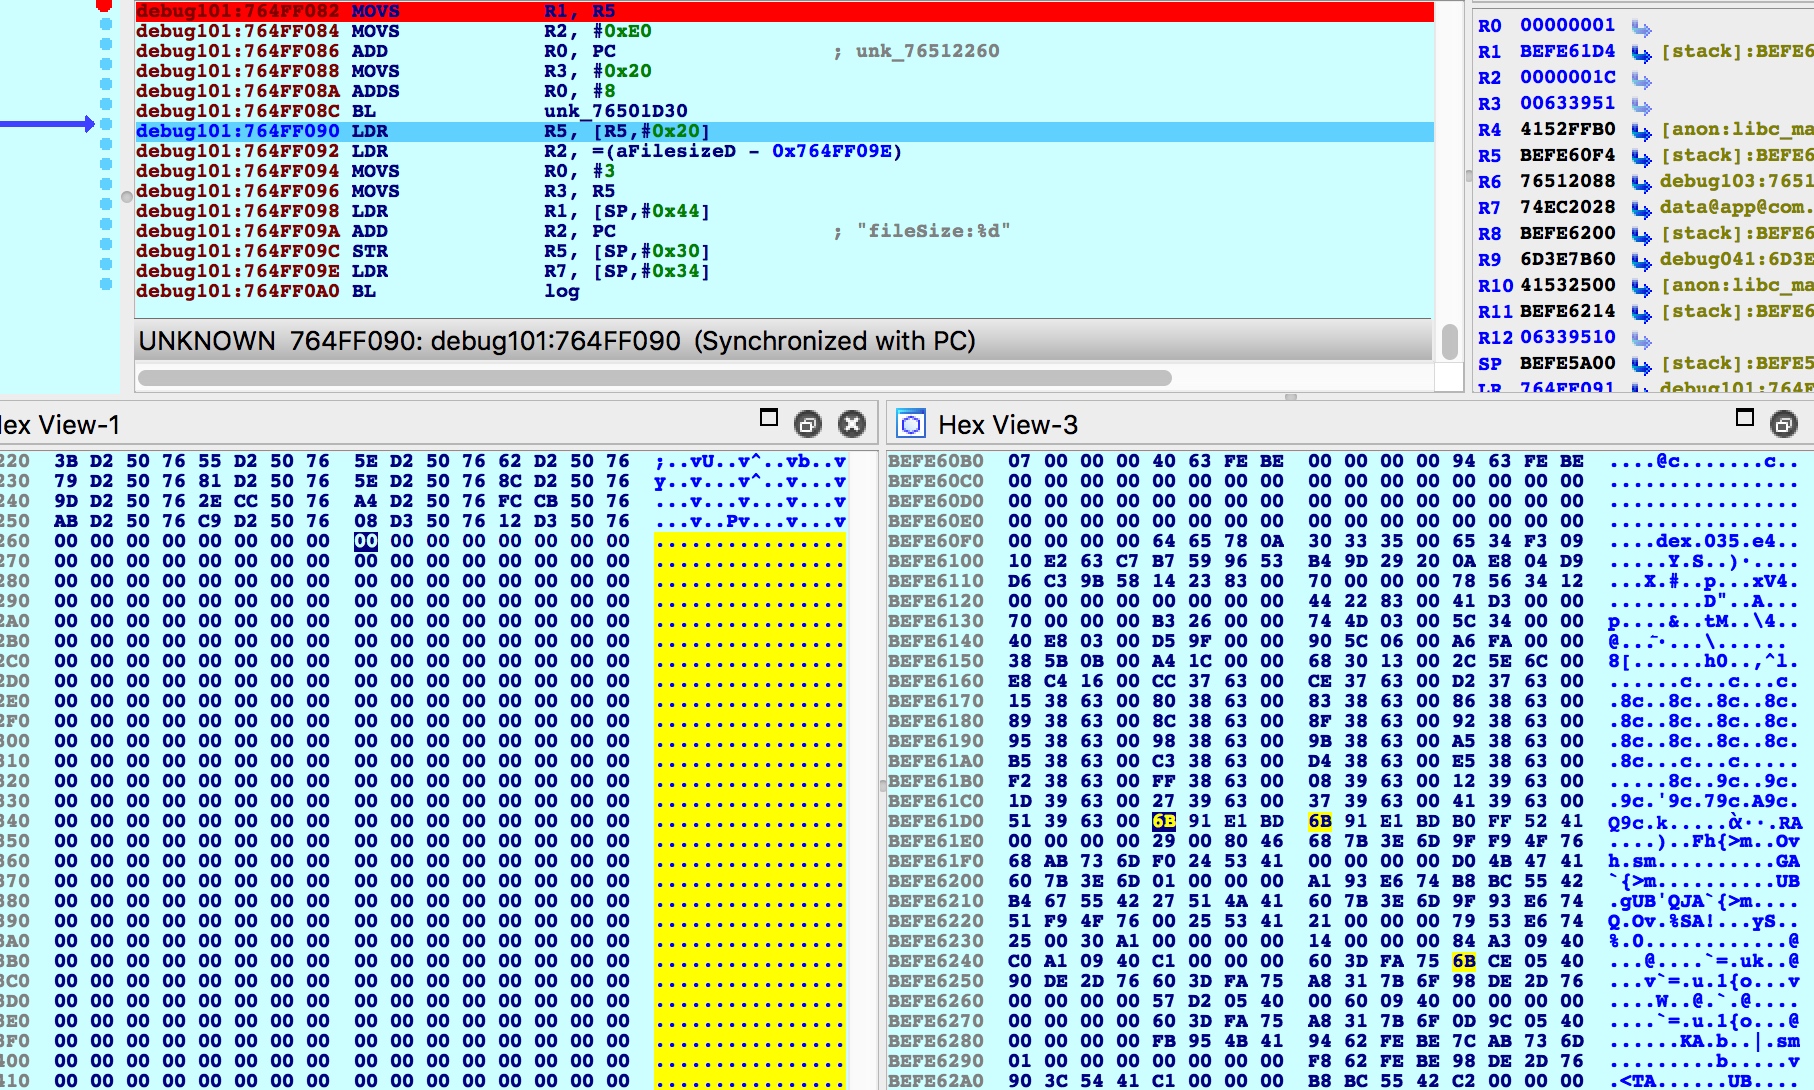 debug101:764FF082 MOVS R1, R5
debug101:764FF084 MOVS R2, #0xE0
debug101:764FF086 ADD R0, PC ; unk_76512260
debug101:764FF088 MOVS R3, #0x20
debug101:764FF08A ADDS R0, #8
debug101:764FF08C BL unk_76501D30
debug101:764FF090 LDR R5, [R5,#0x20]
debug101:764FF092 LDR R2, =(aFilesizeD - 0x764FF09E)
debug101:764FF094 MOVS R0, #3
debug101:764FF096 MOVS R3, R5
debug101:764FF098 LDR R1, [SP,#0x44]
debug101:764FF09A ADD R2, PC ; "fileSize:%d"
debug101:764FF09C STR R5, [SP,#0x30]
debug101:764FF09E LDR R7, [SP,#0x34]
debug101:764FF0A0 BL log
UNKNOWN 764FF090: debug101:764FF090 (Synchronized with PC)
R0 00000001
R1 BEFE61D4 [stack]:BEFE6
R2 0000001C
R3 00633951
R4 4152FFB0 [anon:libc_ma
R5 BEFE60F4 [stack]:BEFE6
R6 76512088 debug103:7651
R7 74EC2028 data@app@com.
R8 BEFE6200 [stack]:BEFE6
R9 6D3E7B60 debug041:6D3E
R10 41532500 [anon:libc_ma
R11 BEFE6214 [stack]:BEFE6
R12 06339510
SP BEFE5A00 [stack]:BEFE5
LR 764FF091 debug101:764F
ex View-1
220 3B D2 50 76 55 D2 50 76 5E D2 50 76 62 D2 50 76 ;..vU..v^..vb..v
230 79 D2 50 76 81 D2 50 76 5E D2 50 76 8C D2 50 76 y..v...v^..v...v
240 9D D2 50 76 2E CC 50 76 A4 D2 50 76 FC CB 50 76 ...v...v...v...v
250 AB D2 50 76 C9 D2 50 76 08 D3 50 76 12 D3 50 76 ...v..Pv...v...v
260 00 00 00 00 00 00 00 00 00 00 00 00 00 00 00 00 ................
270 00 00 00 00 00 00 00 00 00 00 00 00 00 00 00 00 ................
280 00 00 00 00 00 00 00 00 00 00 00 00 00 00 00 00 ................
290 00 00 00 00 00 00 00 00 00 00 00 00 00 00 00 00 ................
2A0 00 00 00 00 00 00 00 00 00 00 00 00 00 00 00 00 ................
2B0 00 00 00 00 00 00 00 00 00 00 00 00 00 00 00 00 ................
2C0 00 00 00 00 00 00 00 00 00 00 00 00 00 00 00 00 ................
2D0 00 00 00 00 00 00 00 00 00 00 00 00 00 00 00 00 ................
2E0 00 00 00 00 00 00 00 00 00 00 00 00 00 00 00 00 ................
2F0 00 00 00 00 00 00 00 00 00 00 00 00 00 00 00 00 ................
300 00 00 00 00 00 00 00 00 00 00 00 00 00 00 00 00 ................
310 00 00 00 00 00 00 00 00 00 00 00 00 00 00 00 00 ................
320 00 00 00 00 00 00 00 00 00 00 00 00 00 00 00 00 ................
330 00 00 00 00 00 00 00 00 00 00 00 00 00 00 00 00 ................
340 00 00 00 00 00 00 00 00 00 00 00 00 00 00 00 00 ................
350 00 00 00 00 00 00 00 00 00 00 00 00 00 00 00 00 ................
360 00 00 00 00 00 00 00 00 00 00 00 00 00 00 00 00 ................
370 00 00 00 00 00 00 00 00 00 00 00 00 00 00 00 00 ................
380 00 00 00 00 00 00 00 00 00 00 00 00 00 00 00 00 ................
390 00 00 00 00 00 00 00 00 00 00 00 00 00 00 00 00 ................
3A0 00 00 00 00 00 00 00 00 00 00 00 00 00 00 00 00 ................
3B0 00 00 00 00 00 00 00 00 00 00 00 00 00 00 00 00 ................
3C0 00 00 00 00 00 00 00 00 00 00 00 00 00 00 00 00 ................
3D0 00 00 00 00 00 00 00 00 00 00 00 00 00 00 00 00 ................
3E0 00 00 00 00 00 00 00 00 00 00 00 00 00 00 00 00 ................
3F0 00 00 00 00 00 00 00 00 00 00 00 00 00 00 00 00 ................
400 00 00 00 00 00 00 00 00 00 00 00 00 00 00 00 00 ................
410 00 00 00 00 00 00 00 00 00 00 00 00 00 00 00 00 ................
Hex View-3
BEFE60B0 07 00 00 00 40 63 FE BE 00 00 00 00 94 63 FE BE ....@c.......c..
BEFE60C0 00 00 00 00 00 00 00 00 00 00 00 00 00 00 00 00 ................
BEFE60D0 00 00 00 00 00 00 00 00 00 00 00 00 00 00 00 00 ................
BEFE60E0 00 00 00 00 00 00 00 00 00 00 00 00 00 00 00 00 ................
BEFE60F0 00 00 00 00 64 65 78 0A 30 33 35 00 65 34 F3 09 ....dex.035.e4..
BEFE6100 10 E2 63 C7 B7 59 96 53 B4 9D 29 20 0A E8 04 D9 .....Y.S..)·....
BEFE6110 D6 C3 9B 58 14 23 83 00 70 00 00 00 78 56 34 12 ...X.#..p...xV4.
BEFE6120 00 00 00 00 00 00 00 00 44 22 83 00 41 D3 00 00 ........D"..A...
BEFE6130 70 00 00 00 B3 26 00 00 74 4D 03 00 5C 34 00 00 p....&..tM..\4..
BEFE6140 40 E8 03 00 D5 9F 00 00 90 5C 06 00 A6 FA 00 00 @........\......
BEFE6150 38 5B 0B 00 A4 1C 00 00 68 30 13 00 2C 5E 6C 00 8[......h0..,^l.
BEFE6160 E8 C4 16 00 CC 37 63 00 CE 37 63 00 D2 37 63 00 ......c...c...c.
BEFE6170 15 38 63 00 80 38 63 00 83 38 63 00 86 38 63 00 .8c..8c..8c..8c.
BEFE6180 89 38 63 00 8C 38 63 00 8F 38 63 00 92 38 63 00 .8c..8c..8c..8c.
BEFE6190 95 38 63 00 98 38 63 00 9B 38 63 00 A5 38 63 00 .8c..8c..8c..8c.
BEFE61A0 B5 38 63 00 C3 38 63 00 D4 38 63 00 E5 38 63 00 .8c...c...c...c.
BEFE61B0 F2 38 63 00 FF 38 63 00 08 39 63 00 12 39 63 00 .....8c..9c..9c.
BEFE61C0 1D 39 63 00 27 39 63 00 37 39 63 00 41 39 63 00 .9c.'9c.79c.A9c.
BEFE61D0 51 39 63 00 6B 91 E1 BD 6B 91 E1 BD B0 FF 52 41 Q9c.k.....ὰ··.RA
BEFE61E0 00 00 00 00 29 00 80 46 68 7B 3E 6D 9F F9 4F 76 ....)..Fh{>m..Ov
BEFE61F0 68 AB 73 6D F0 24 53 41 00 00 00 00 D0 4B 47 41 h.sm..........GA
BEFE6200 60 7B 3E 6D 01 00 00 00 A1 93 E6 74 B8 BC 55 42 `{>m..........UB
BEFE6210 B4 67 55 42 27 51 4A 41 60 7B 3E 6D 9F 93 E6 74 .gUB'QJA`{>m....
BEFE6220 51 F9 4F 76 00 25 53 41 21 00 00 00 79 53 E6 74 Q.Ov.%SA!...yS..
BEFE6230 25 00 30 A1 00 00 00 00 14 00 00 00 84 A3 09 40 %.0............@
BEFE6240 C0 A1 09 40 C1 00 00 00 60 3D FA 75 6B CE 05 40 ...@....`=.uk..@
BEFE6250 90 DE 2D 76 60 3D FA 75 A8 31 7B 6F 98 DE 2D 76 ...v`=.u.1{o...v
BEFE6260 00 00 00 00 57 D2 05 40 00 60 09 40 00 00 00 00 ....W..@.`.@....
BEFE6270 00 00 00 00 60 3D FA 75 A8 31 7B 6F 0D 9C 05 40 ....`=.u.1{o...@
BEFE6280 00 00 00 00 FB 95 4B 41 94 62 FE BE 7C AB 73 6D ......KA.b..|.sm
BEFE6290 01 00 00 00 00 00 00 00 F8 62 FE BE 98 DE 2D 76 .........b.....v
BEFE62A0 90 3C 54 41 C1 00 00 00 B8 BC 55 42 C2 00 00 00 .<TA......UB....